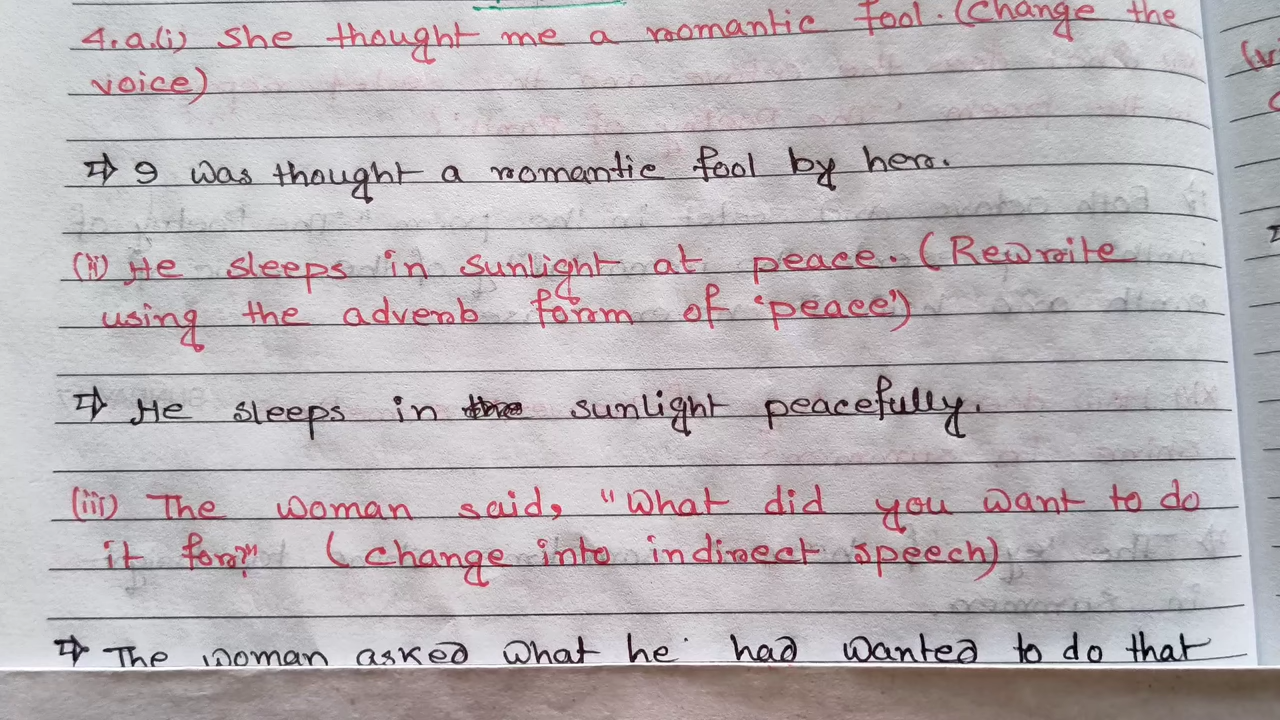 4.a.(i) She thought me a romantic fool. (Change the
voice)
⇒ I was thought a romantic fool by her.
(ii) He sleeps in sunlight at peace. (Rewrite
using the adverb form of 'peace')
⇒ He sleeps in sunlight peacefully.
(iii) The woman said, "What did you want to do
it for?" (Change into indirect speech)
⇒ The woman asked what he had wanted to do that